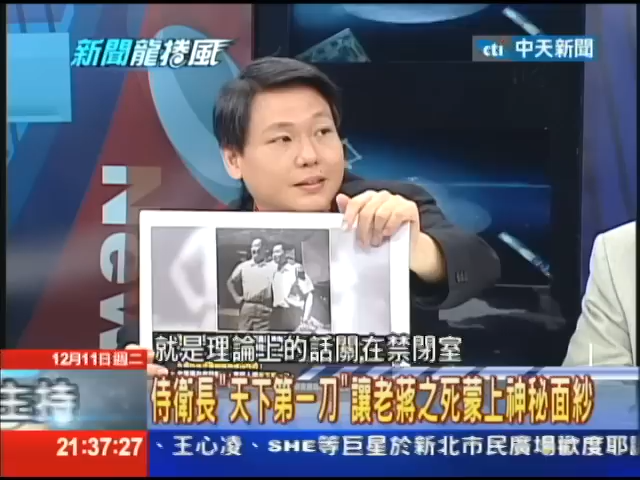 新聞龍捲風
cti 中天新聞
New
就是理論上的話關在禁閉室
12月11日週二
主持
侍衛長"天下第一刀"讓老蔣之死蒙上神秘面紗
21:37:27
、王心凌、SHE等巨星於新北市民廣場歡度耶